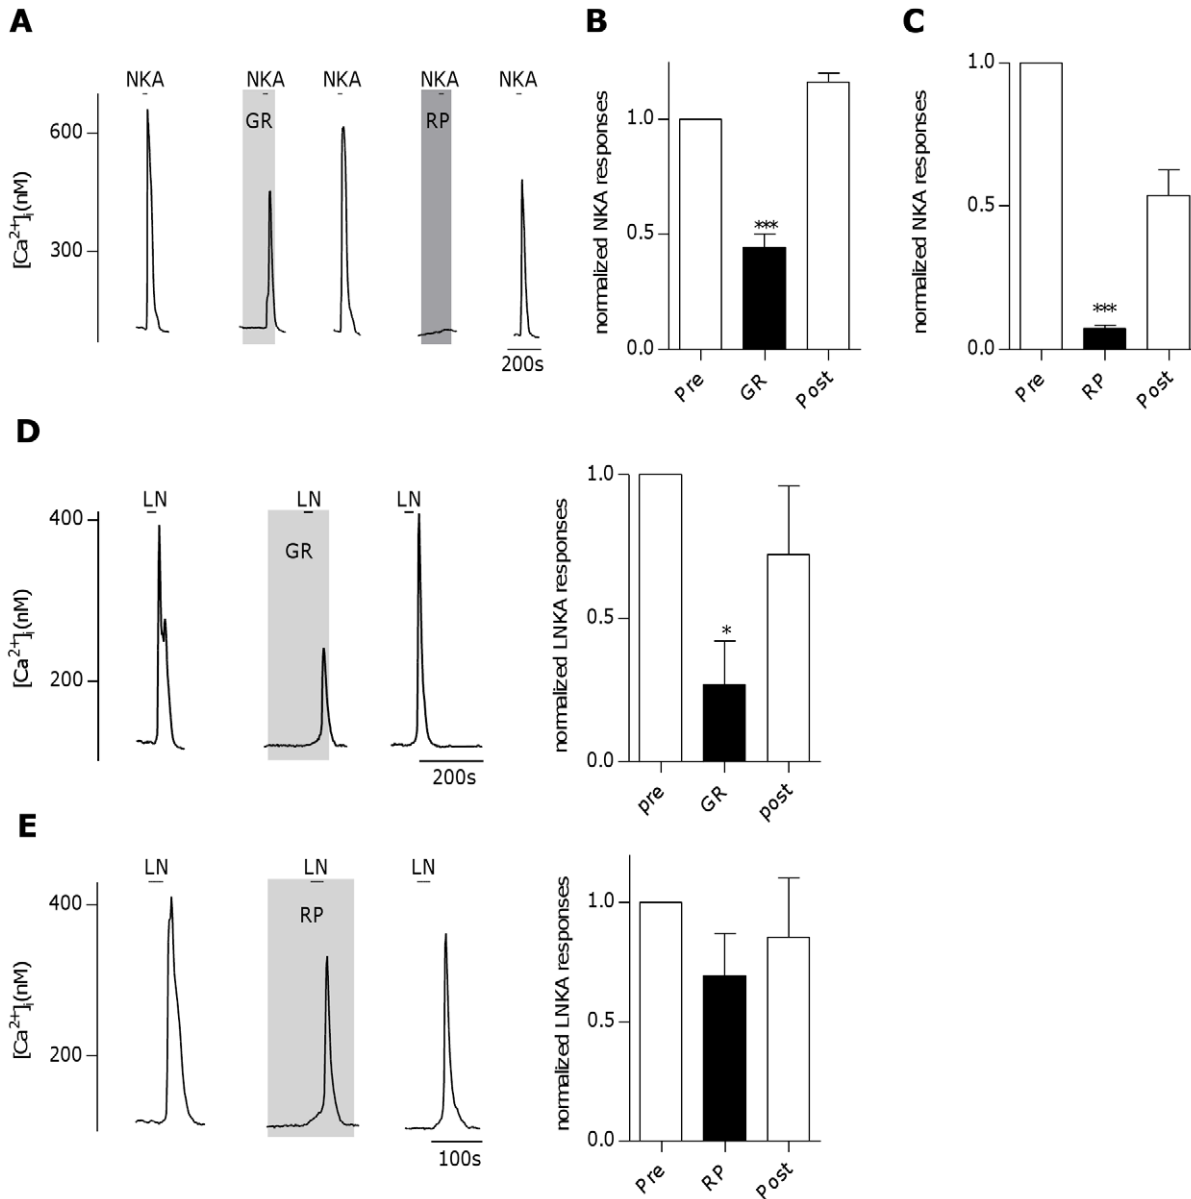 A
NKA NKA NKA NKA NKA
GR RP
600
300
[Ca²⁺]ᵢ(nM)
200s
B
1.0
0.5
0.0
normalized NKA responses
***
Pre GR Post
C
1.0
0.5
0.0
normalized NKA responses
***
Pre RP Post
D
LN LN LN
GR
400
200
[Ca²⁺]ᵢ(nM)
200s
1.0
0.5
0.0
normalized LNKA responses
*
pre GR post
E
LN LN LN
RP
400
200
[Ca²⁺]ᵢ(nM)
100s
1.0
0.5
0.0
normalized LNKA responses
Pre RP Post